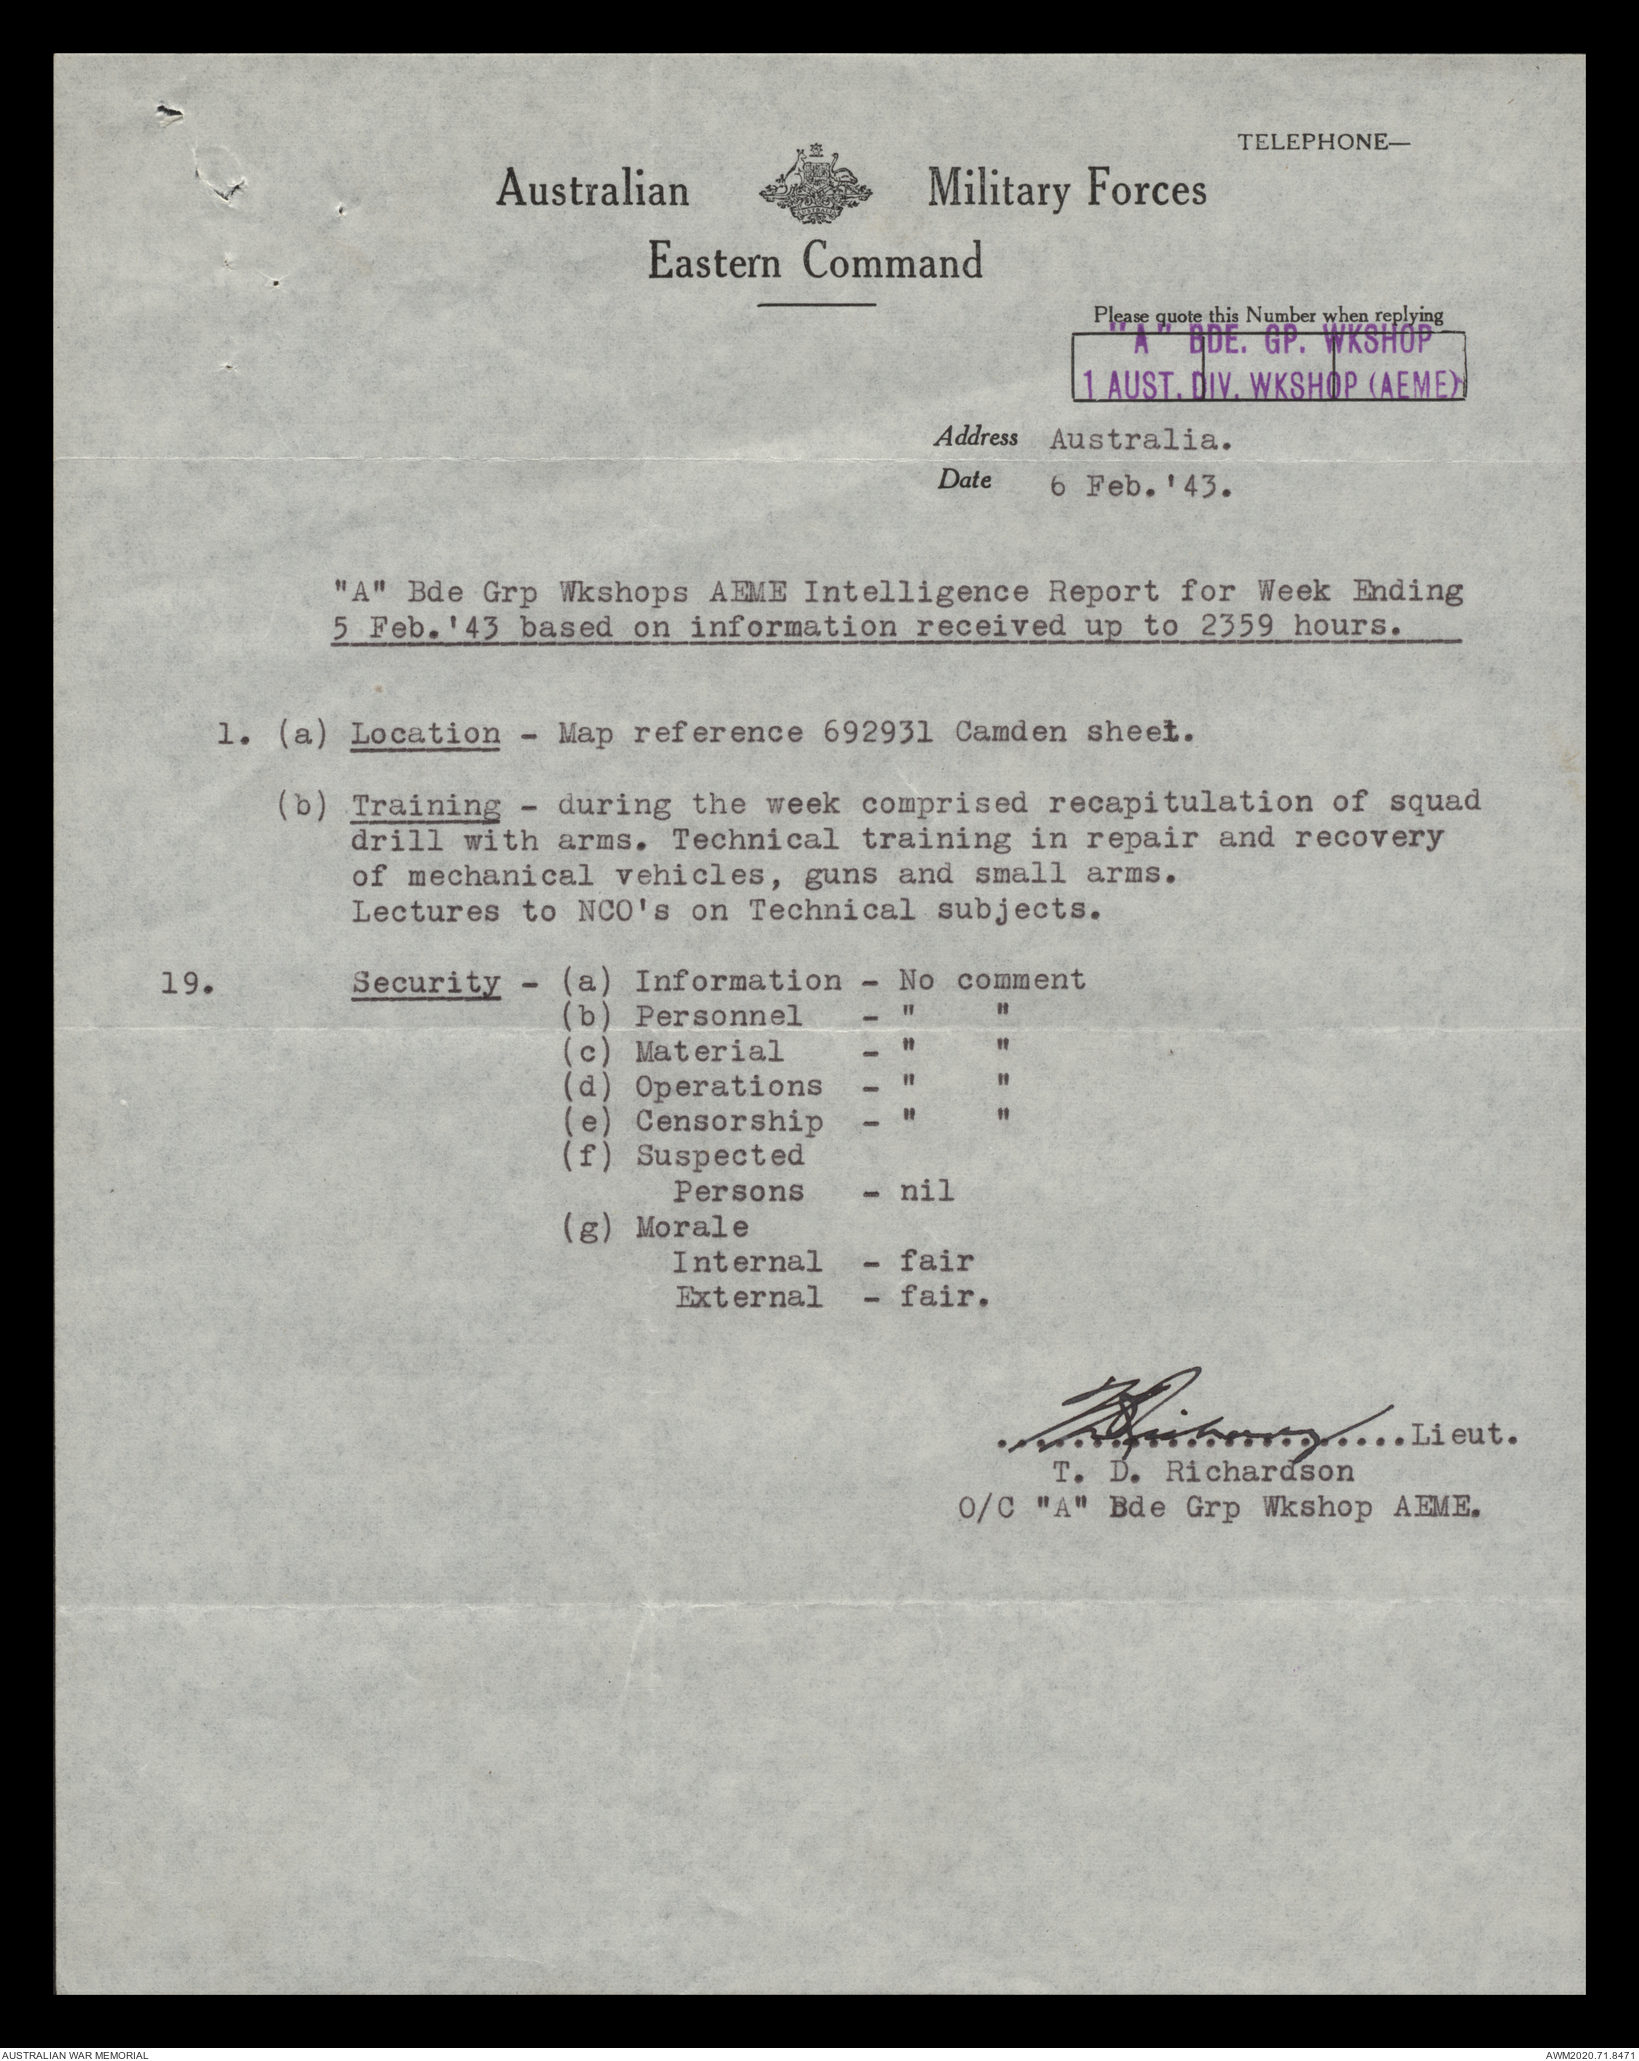 TELEPHONE—
Australian Military Forces
Eastern Command
Please quote this Number when replying
"A" BDE. GP. WKSHOP
1 AUST. DIV. WKSHOP (AEME)
Address Australia.
Date 6 Feb.'43.
"A" Bde Grp Wkshops AEME Intelligence Report for Week Ending
5 Feb.'43 based on information received up to 2359 hours.
1. (a) Location - Map reference 692931 Camden sheet.
(b) Training - during the week comprised recapitulation of squad
drill with arms. Technical training in repair and recovery
of mechanical vehicles, guns and small arms.
Lectures to NCO's on Technical subjects.
19. Security - (a) Information - No comment
(b) Personnel - " "
(c) Material - " "
(d) Operations - " "
(e) Censorship - " "
(f) Suspected
Persons - nil
(g) Morale
Internal - fair
External - fair.
......................Lieut.
T. D. Richardson
O/C "A" Bde Grp Wkshop AEME.
AUSTRALIAN WAR MEMORIAL AWM2020.71.8471